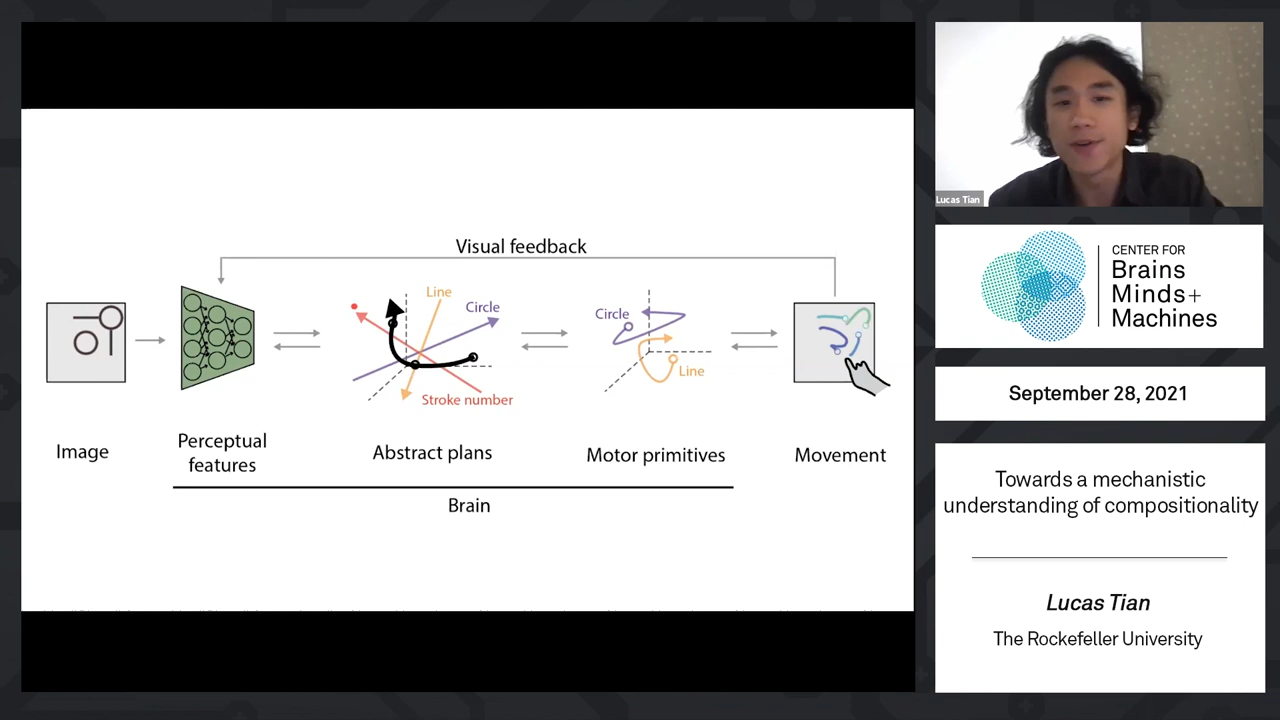 Visual feedback
Line
Circle
Stroke number
Circle
Line
Image
Perceptual
features
Abstract plans
Motor primitives
Movement
Brain
Lucas Tian
CENTER FOR
Brains
Minds+
Machines
September 28, 2021
Towards a mechanistic
understanding of compositionality
Lucas Tian
The Rockefeller University